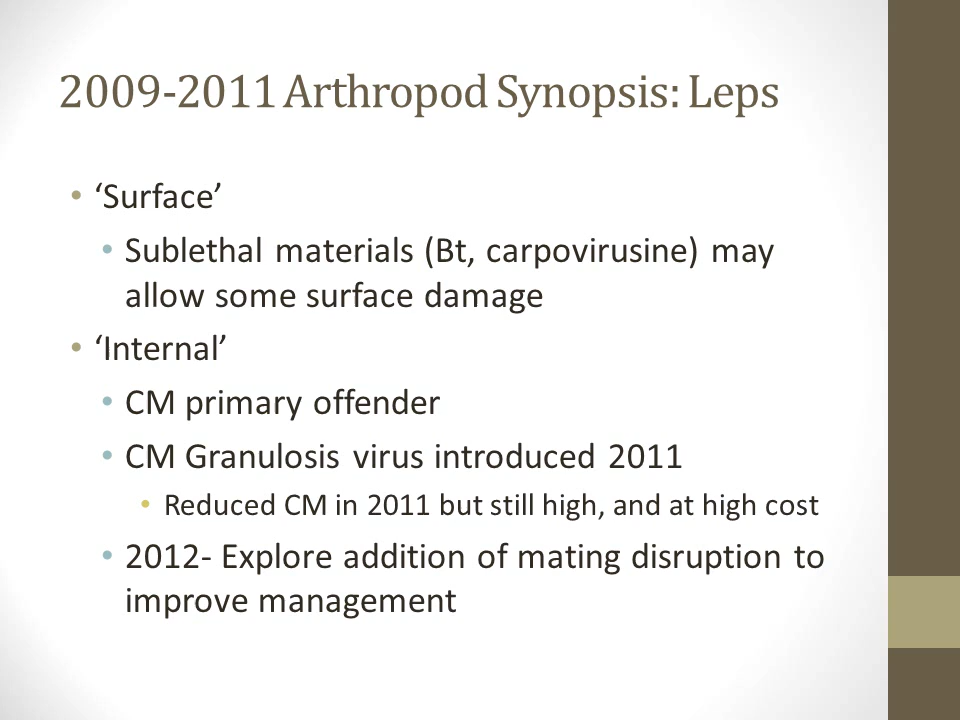 2009-2011 Arthropod Synopsis: Leps
• ‘Surface’
• Sublethal materials (Bt, carpovirusine) may
allow some surface damage
• ‘Internal’
• CM primary offender
• CM Granulosis virus introduced 2011
• Reduced CM in 2011 but still high, and at high cost
• 2012- Explore addition of mating disruption to
improve management